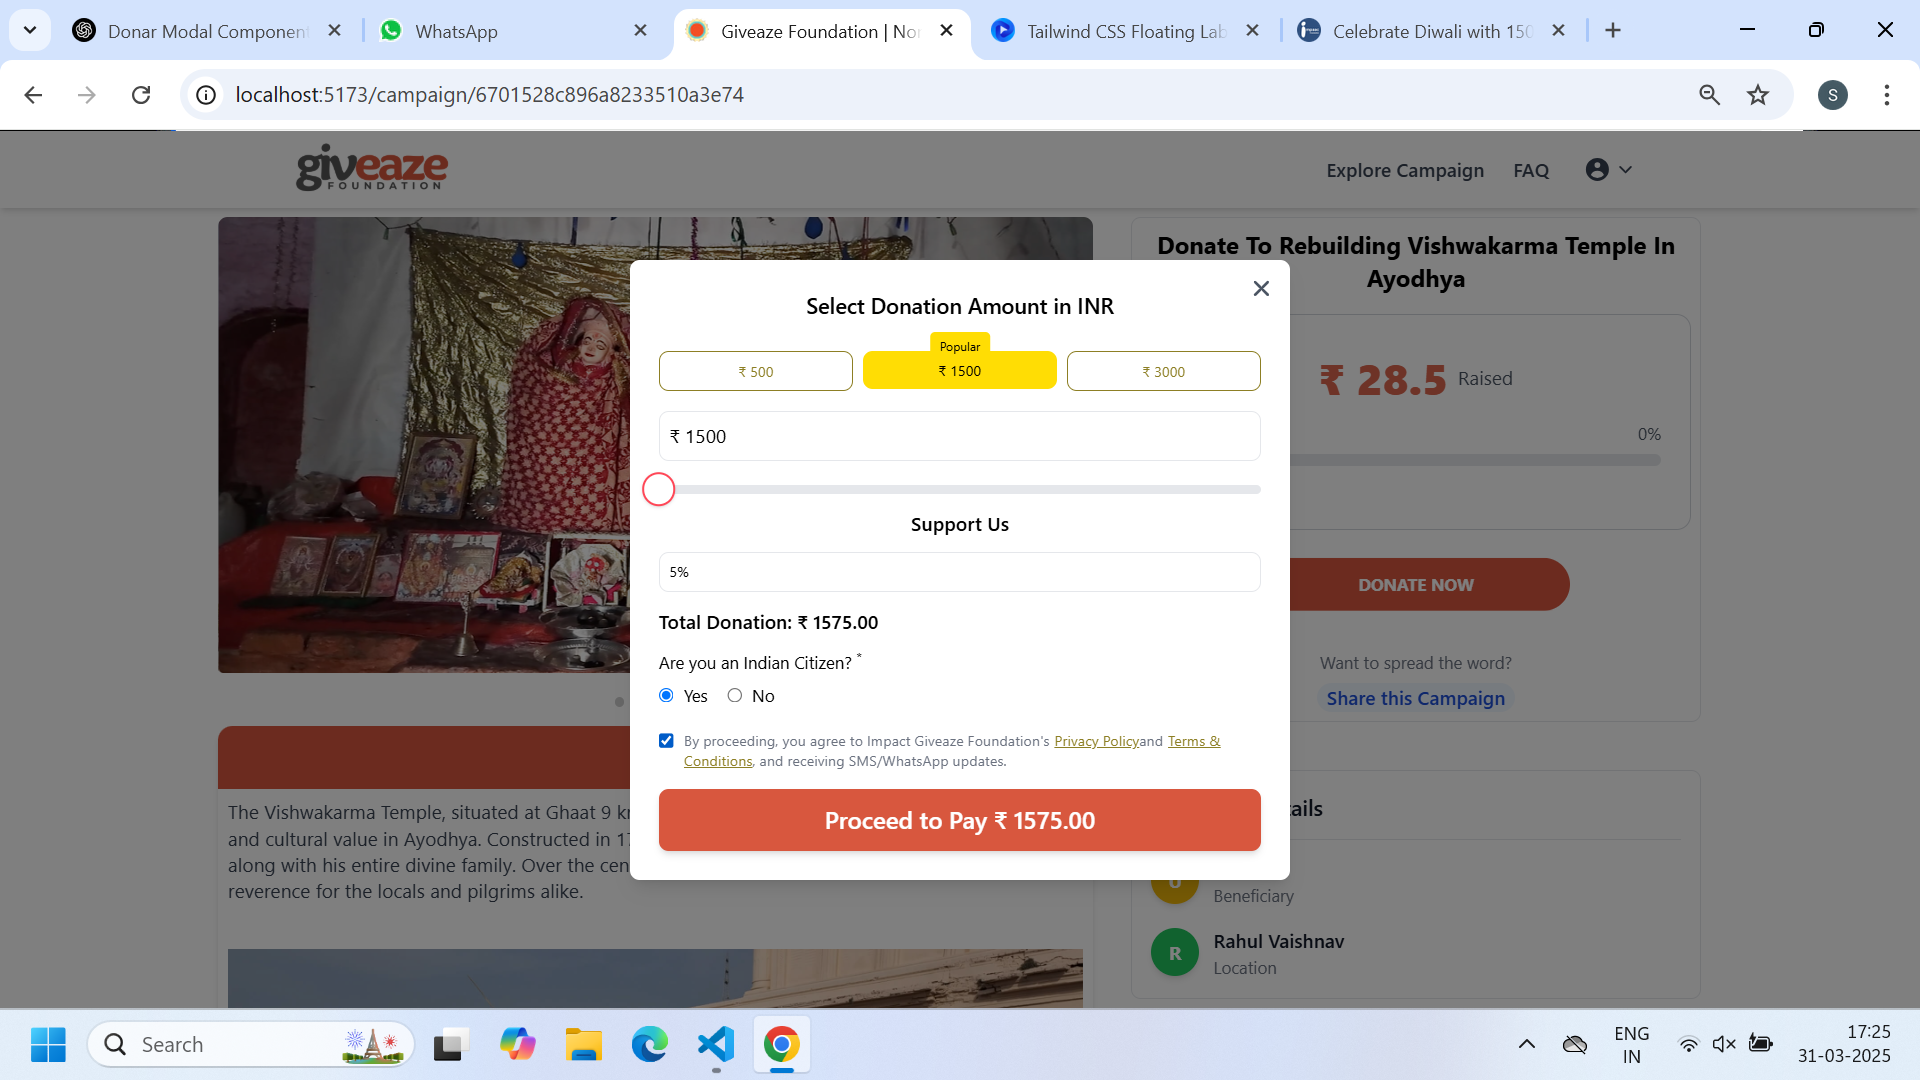 Donar Modal Componen
WhatsApp
Giveaze Foundation | Nor
Tailwind CSS Floating Lab
Celebrate Diwali with 150
localhost:5173/campaign/6701528c896a8233510a3e74
S
giveaze
FOUNDATION
Explore Campaign
FAQ
Donate To Rebuilding Vishwakarma Temple In
Ayodhya
₹ 28.5 Raised
0%
DONATE NOW
Want to spread the word?
Share this Campaign
Select Donation Amount in INR
Popular
₹ 500
₹ 1500
₹ 3000
₹ 1500
Support Us
5%
Total Donation: ₹ 1575.00
Are you an Indian Citizen? *
Yes
No
By proceeding, you agree to Impact Giveaze Foundation's Privacy Policyand Terms &
Conditions, and receiving SMS/WhatsApp updates.
Proceed to Pay ₹ 1575.00
The Vishwakarma Temple, situated at Ghaat 9 k
and cultural value in Ayodhya. Constructed in 17
along with his entire divine family. Over the cen
reverence for the locals and pilgrims alike.
ails
Beneficiary
R
Rahul Vaishnav
Location
Search
ENG
IN
17:25
31-03-2025